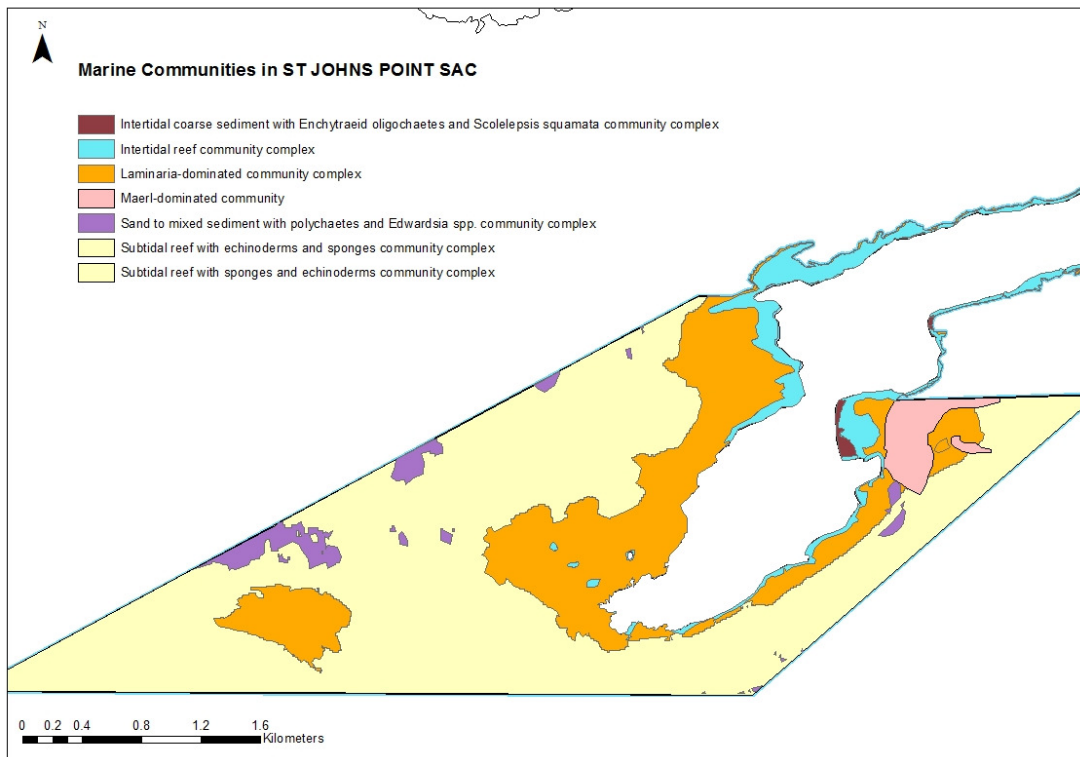 N
Marine Communities in ST JOHNS POINT SAC
Intertidal coarse sediment with Enchytraeid oligochaetes and Scolelepsis squamata community complex
Intertidal reef community complex
Laminaria-dominated community complex
Maerl-dominated community
Sand to mixed sediment with polychaetes and Edwardsia spp. community complex
Subtidal reef with echinoderms and sponges community complex
Subtidal reef with sponges and echinoderms community complex
0 0.2 0.4 0.8 1.2 1.6
Kilometers